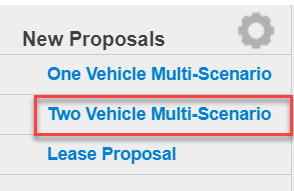 New Proposals
One Vehicle Multi-Scenario
Two Vehicle Multi-Scenario
Lease Proposal